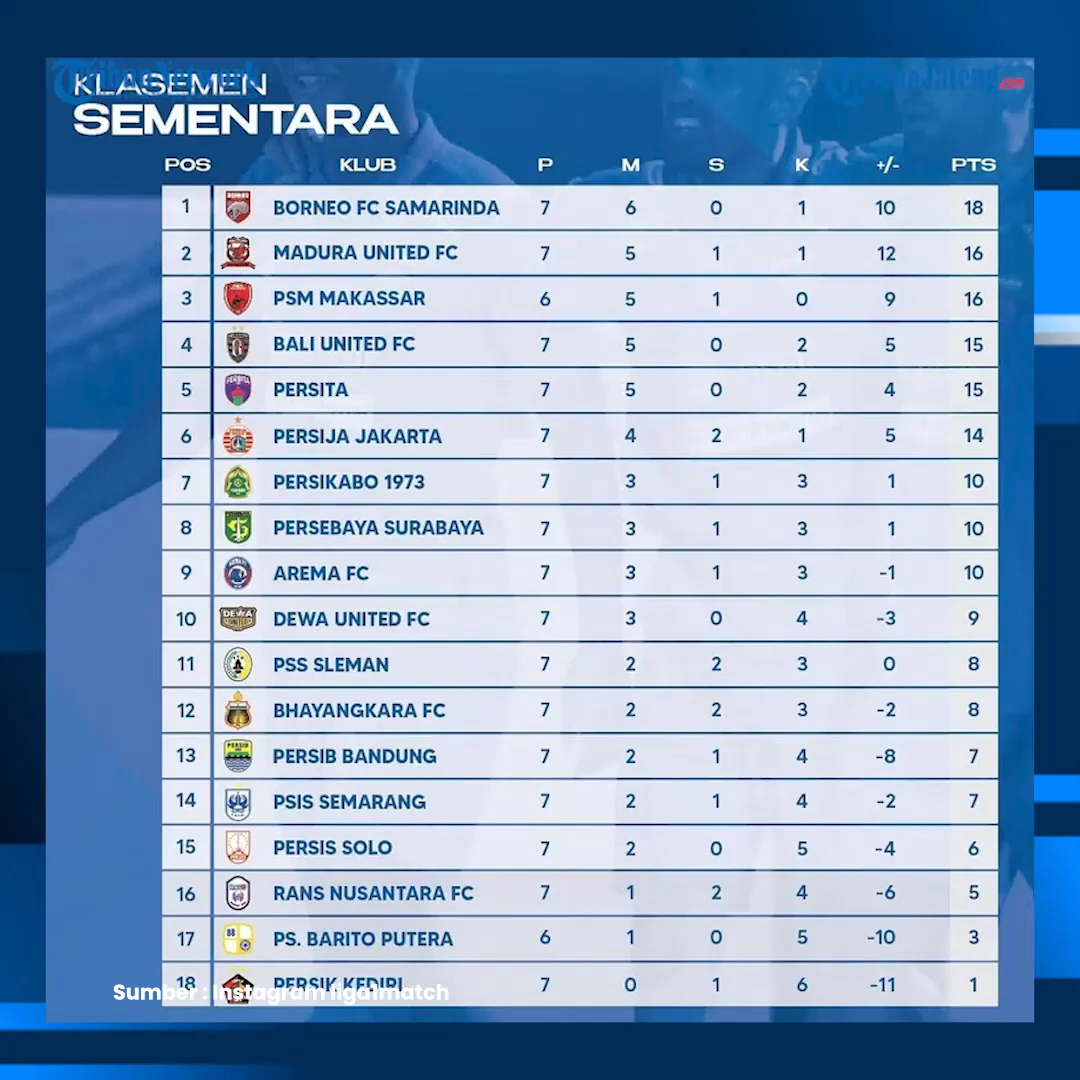 Tribun Network
TribunJateng.com
KLASEMEN
SEMENTARA
POS KLUB P M S K +/- PTS
1 BORNEO FC SAMARINDA 7 6 0 1 10 18
2 MADURA UNITED FC 7 5 1 1 12 16
3 PSM MAKASSAR 6 5 1 0 9 16
4 BALI UNITED FC 7 5 0 2 5 15
5 PERSITA 7 5 0 2 4 15
6 PERSIJA JAKARTA 7 4 2 1 5 14
7 PERSIKABO 1973 7 3 1 3 1 10
8 PERSEBAYA SURABAYA 7 3 1 3 1 10
9 AREMA FC 7 3 1 3 -1 10
10 DEWA UNITED FC 7 3 0 4 -3 9
11 PSS SLEMAN 7 2 2 3 0 8
12 BHAYANGKARA FC 7 2 2 3 -2 8
13 PERSIB BANDUNG 7 2 1 4 -8 7
14 PSIS SEMARANG 7 2 1 4 -2 7
15 PERSIS SOLO 7 2 0 5 -4 6
16 RANS NUSANTARA FC 7 1 2 4 -6 5
17 PS. BARITO PUTERA 6 1 0 5 -10 3
18 PERSIK KEDIRI 7 0 1 6 -11 1
Sumber : Instagram liga1match